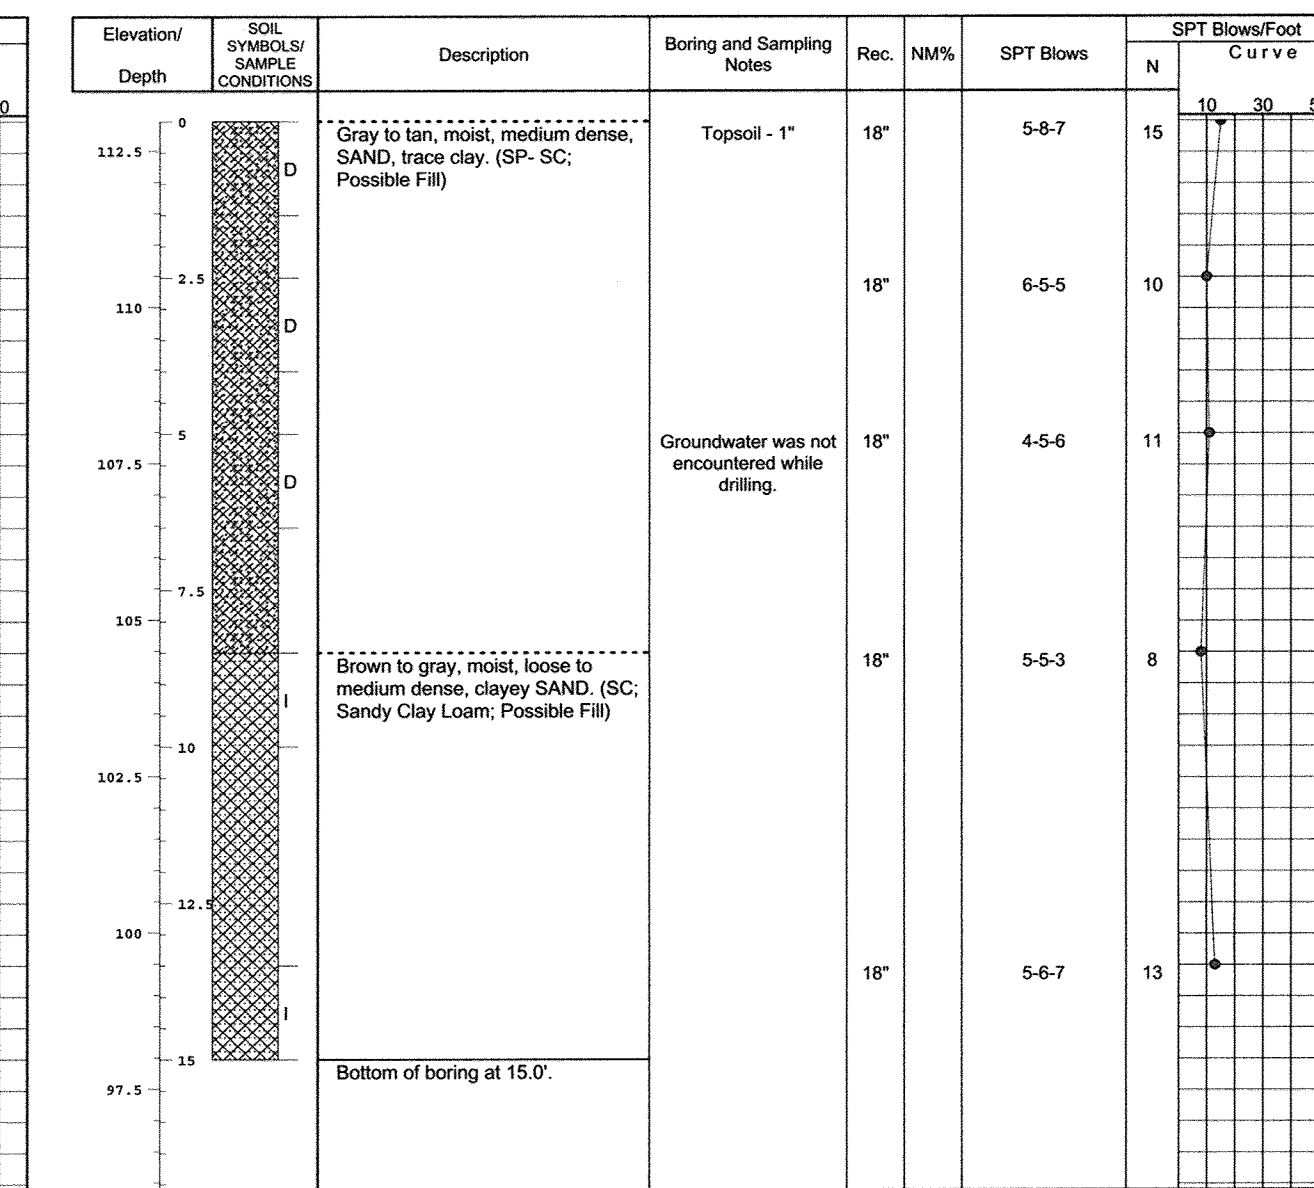 Elevation/
Depth
SOIL
SYMBOLS/
SAMPLE
CONDITIONS
Description
Boring and Sampling
Notes
Rec.
NM%
SPT Blows
SPT Blows/Foot
Curve
N
0
10 30 5
0
112.5
D
Gray to tan, moist, medium dense,
SAND, trace clay. (SP- SC;
Possible Fill)
Topsoil - 1"
18"
5-8-7
15
2.5
110
D
18"
6-5-5
10
5
107.5
D
Groundwater was not
encountered while
drilling.
18"
4-5-6
11
7.5
105
Brown to gray, moist, loose to
medium dense, clayey SAND. (SC;
Sandy Clay Loam; Possible Fill)
I
18"
5-5-3
8
10
102.5
12.5
100
18"
5-6-7
13
I
15
Bottom of boring at 15.0'.
97.5